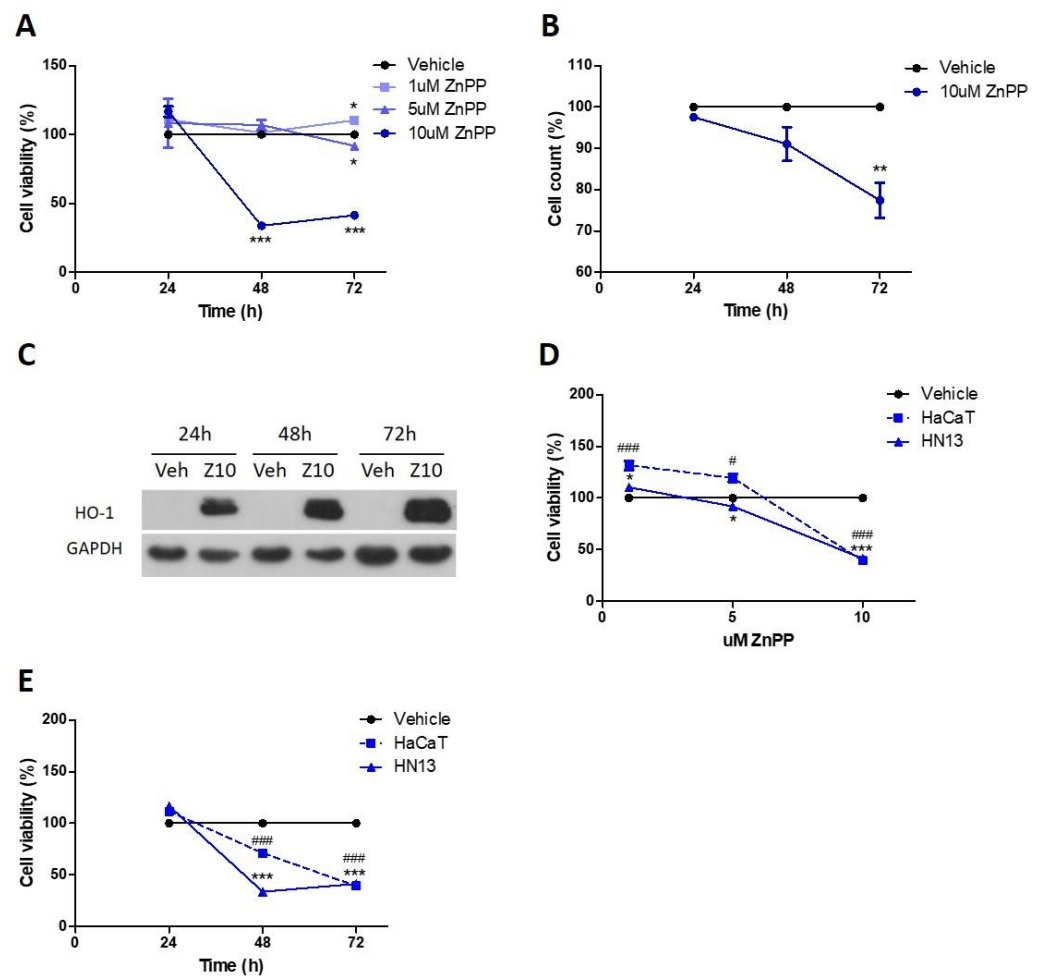 A
Cell viability (%)
150
100
50
0
0 24 48 72
Time (h)
Vehicle
1uM ZnPP
5uM ZnPP
10uM ZnPP
*
*
***
***
B
Cell count (%)
110
100
90
80
70
60
0 24 48 72
Time (h)
Vehicle
10uM ZnPP
**
C
24h 48h 72h
Veh Z10 Veh Z10 Veh Z10
HO-1
GAPDH
D
Cell viability (%)
200
150
100
50
0
0 5 10
uM ZnPP
Vehicle
HaCaT
HN13
###
*
#
*
###
***
E
Cell viability (%)
200
150
100
50
0
0 24 48 72
Time (h)
Vehicle
HaCaT
HN13
###
***
###
***